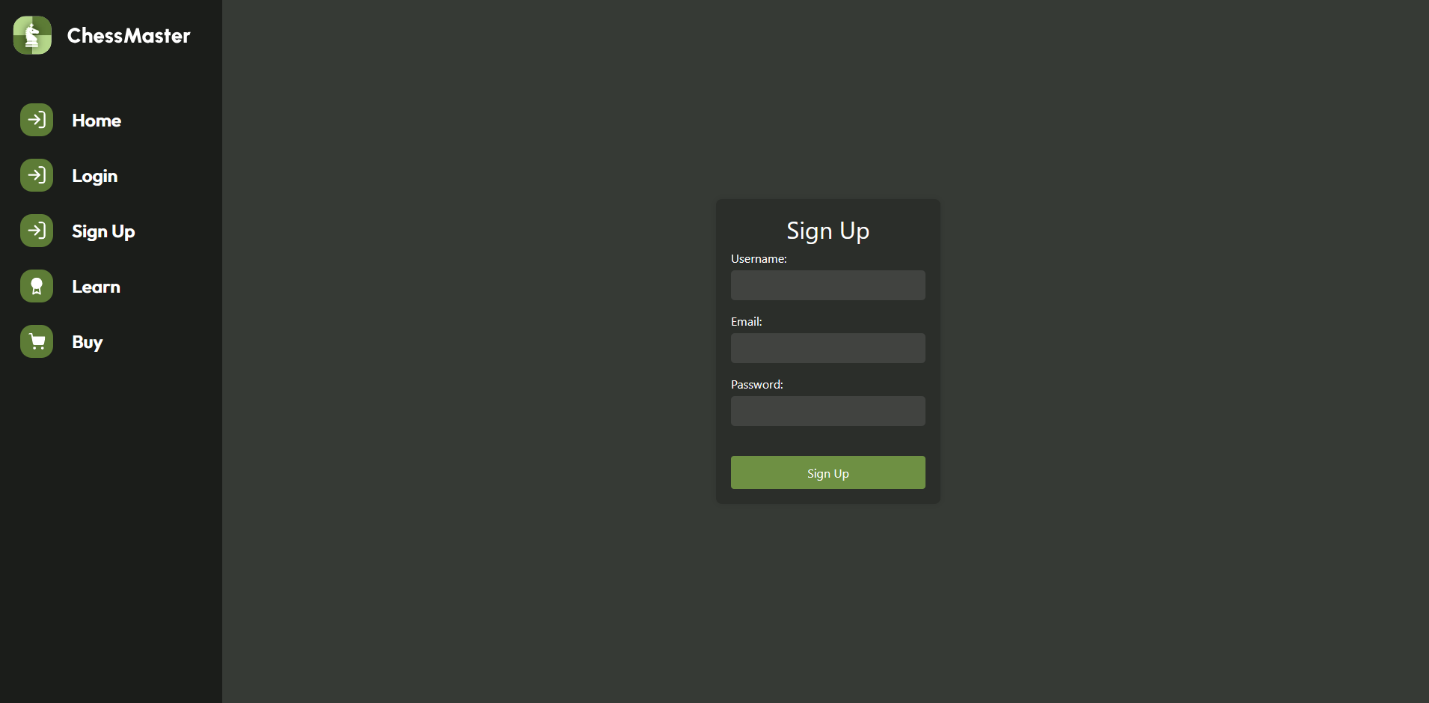 ChessMaster
Home
Login
Sign Up
Learn
Buy
Sign Up
Username:
Email:
Password:
Sign Up